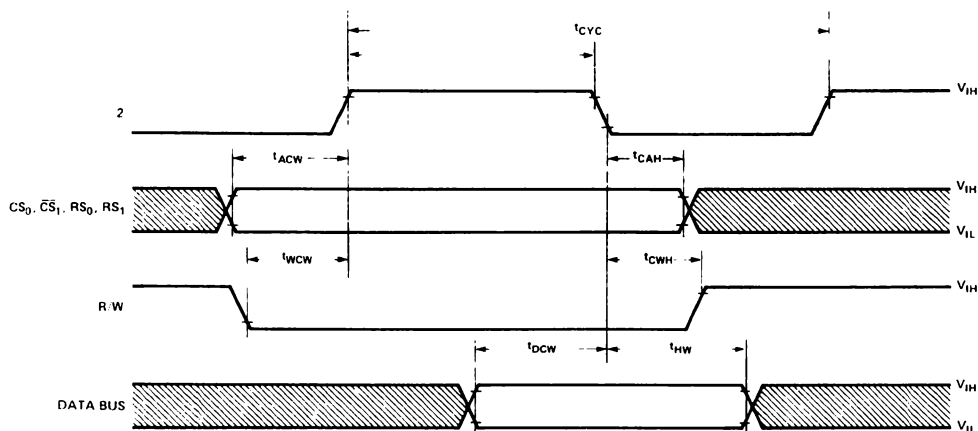 tCYC
2
VIH
tACW
tCAH
CS0, C̅S̅1, RS0, RS1
VIH
VIL
tWCW
tCWH
R/W
VIH
tDCW
tHW
DATA BUS
VIH
VIL